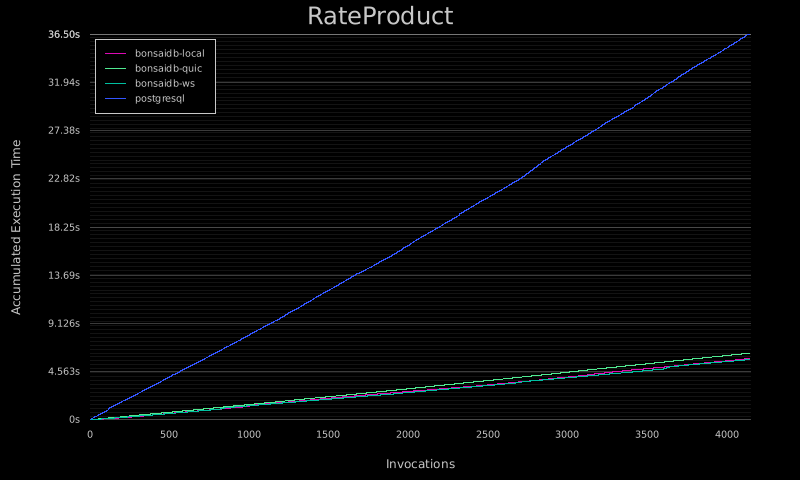 RateProduct
36.50s
31.94s
27.38s
22.82s
18.25s
13.69s
9.126s
4.563s
0s
Accumulated Execution Time
bonsaidb-local
bonsaidb-quic
bonsaidb-ws
postgresql
0 500 1000 1500 2000 2500 3000 3500 4000
Invocations